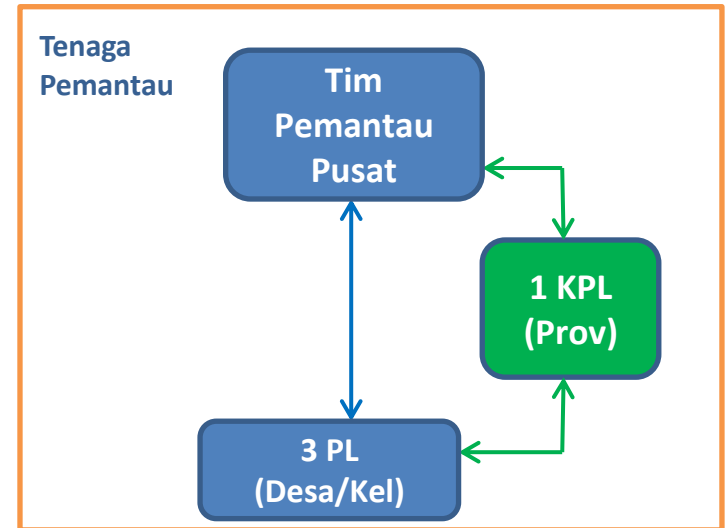 Tenaga
Pemantau
Tim
Pemantau
Pusat
1 KPL
(Prov)
3 PL
(Desa/Kel)